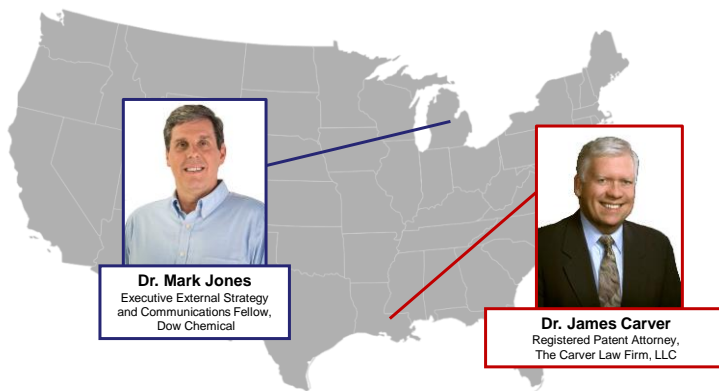 Dr. Mark Jones
Executive External Strategy
and Communications Fellow,
Dow Chemical
Dr. James Carver
Registered Patent Attorney,
The Carver Law Firm, LLC